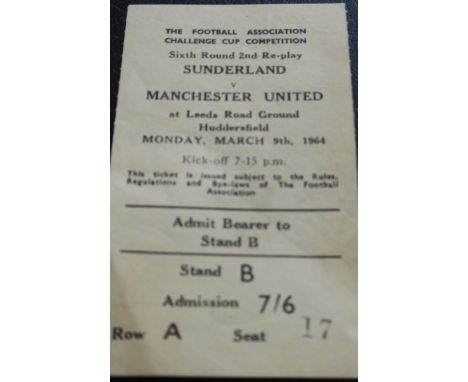 THE FOOTBALL ASSOCIATION
CHALLENGE CUP COMPETITION
Sixth Round 2nd Re-play
SUNDERLAND
v
MANCHESTER UNITED
at Leeds Road Ground
Huddersfield
MONDAY, MARCH 9th, 1964
Kick-off 7-15 p.m.
This ticket is issued subject to the Rules,
Regulations and Bye-laws of The Football
Association
Admit Bearer to
Stand B
Stand B
Admission 7/6
Row A Seat 17